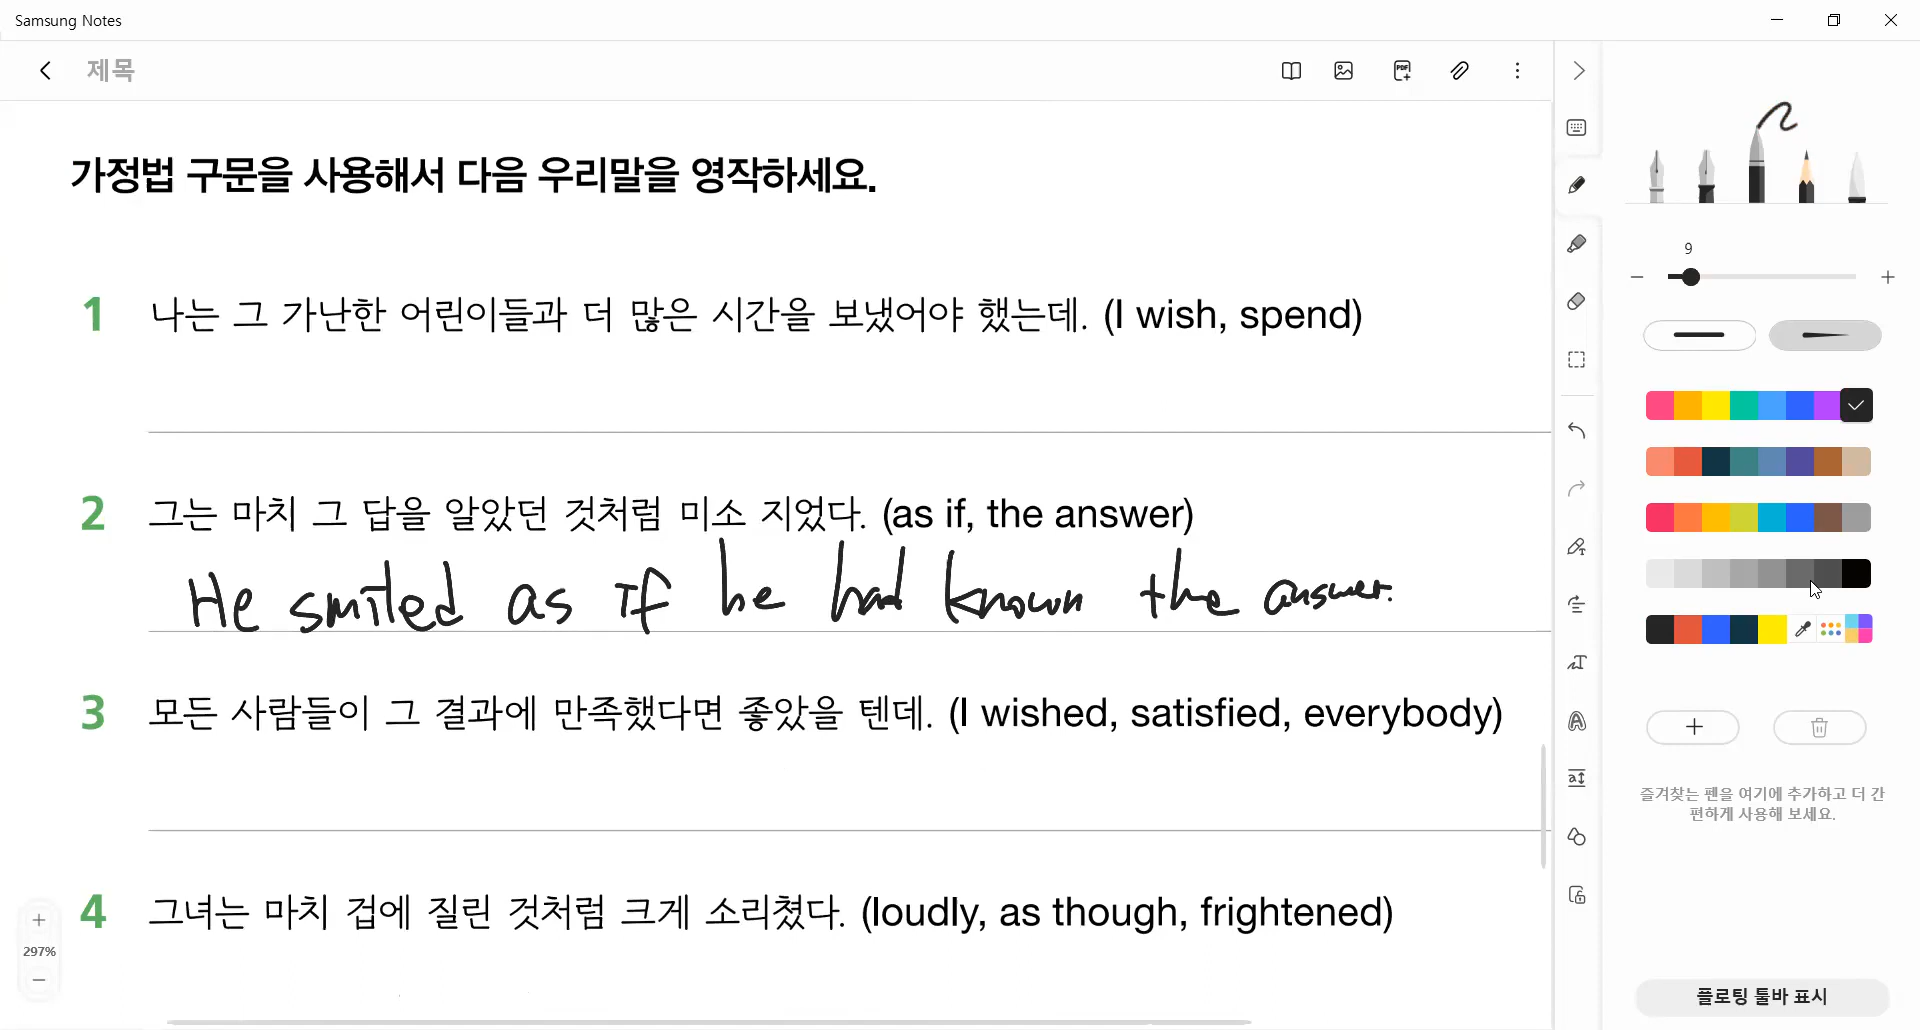 Samsung Notes
제목
가정법 구문을 사용해서 다음 우리말을 영작하세요.
1 나는 그 가난한 어린이들과 더 많은 시간을 보냈어야 했는데. (I wish, spend)
2 그는 마치 그 답을 알았던 것처럼 미소 지었다. (as if, the answer)
He smiled as if he had known the answer.
3 모든 사람들이 그 결과에 만족했다면 좋았을 텐데. (I wished, satisfied, everybody)
4 그녀는 마치 겁에 질린 것처럼 크게 소리쳤다. (loudly, as though, frightened)
297%
PDF
9
즐겨찾는 펜을 여기에 추가하고 더 간
편하게 사용해 보세요.
플로팅 툴바 표시